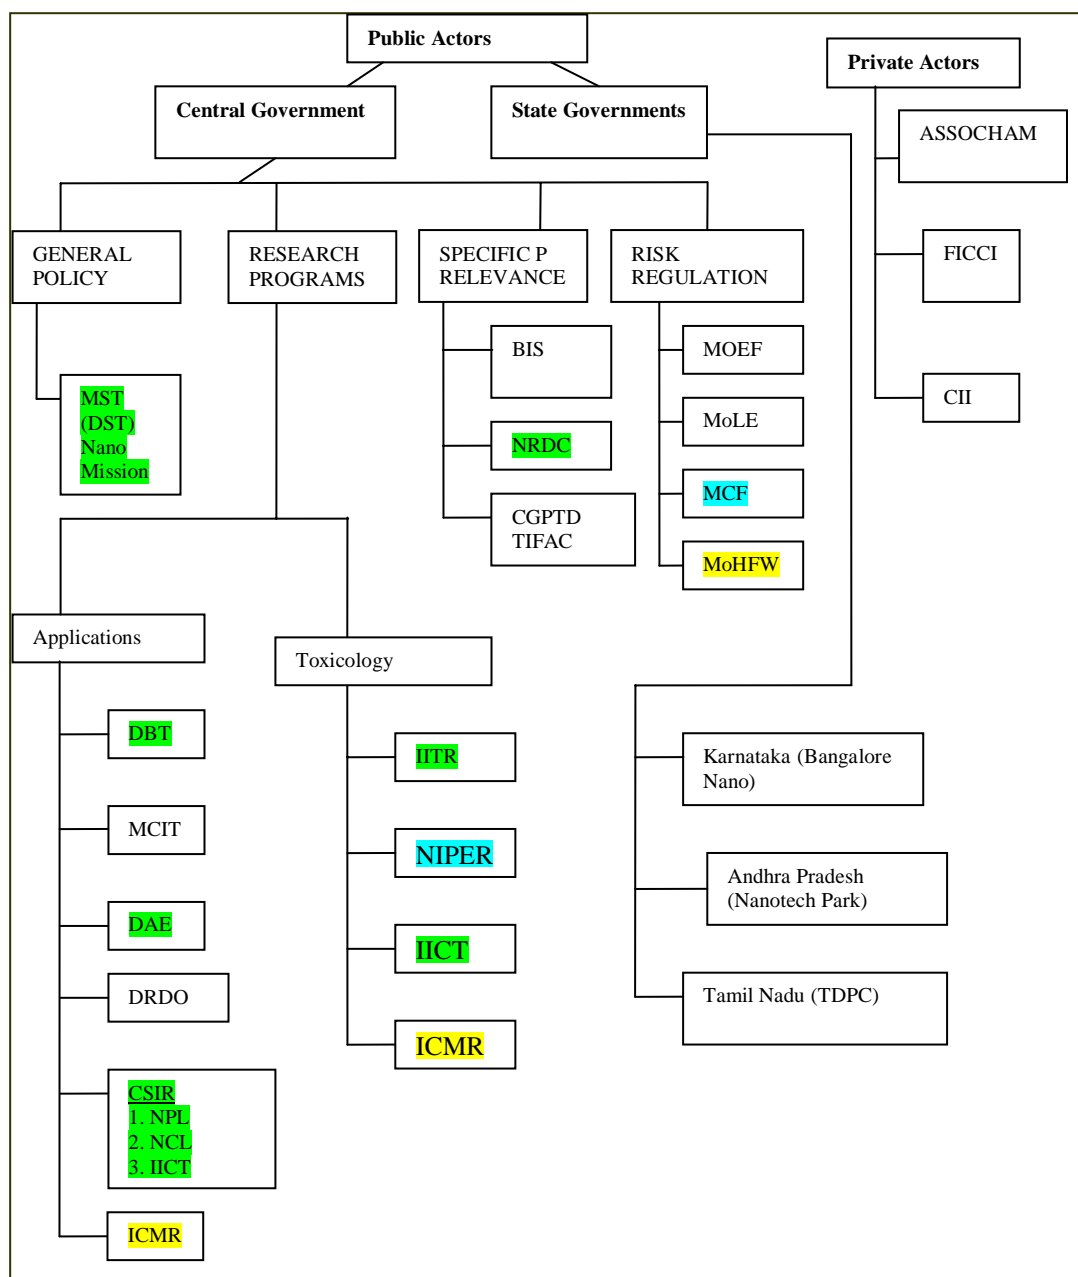 Public Actors
Private Actors
Central Government
State Governments
ASSOCHAM
GENERAL
POLICY
RESEARCH
PROGRAMS
SPECIFIC P
RELEVANCE
RISK
REGULATION
FICCI
BIS
MOEF
MST
(DST)
Nano
Mission
MoLE
CII
NRDC
MCF
CGPTD
TIFAC
MoHFW
Applications
Toxicology
DBT
MCIT
DAE
DRDO
CSIR
1. NPL
2. NCL
3. IICT
ICMR
IITR
NIPER
IICT
ICMR
Karnataka (Bangalore
Nano)
Andhra Pradesh
(Nanotech Park)
Tamil Nadu (TDPC)